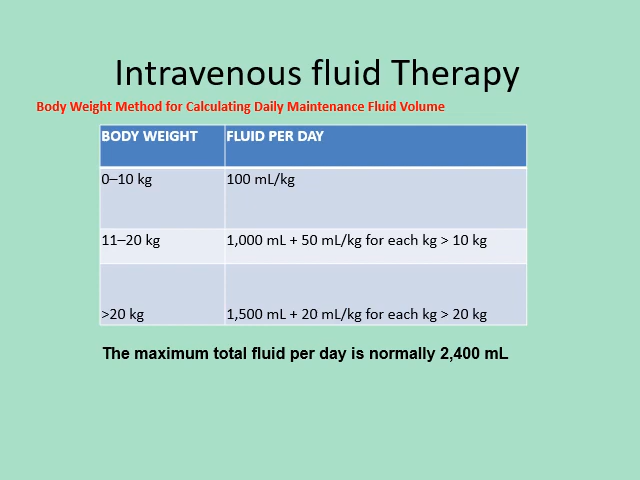 Intravenous fluid Therapy
Body Weight Method for Calculating Daily Maintenance Fluid Volume
BODY WEIGHT FLUID PER DAY
0–10 kg 100 mL/kg
11–20 kg 1,000 mL + 50 mL/kg for each kg > 10 kg
>20 kg 1,500 mL + 20 mL/kg for each kg > 20 kg
The maximum total fluid per day is normally 2,400 mL